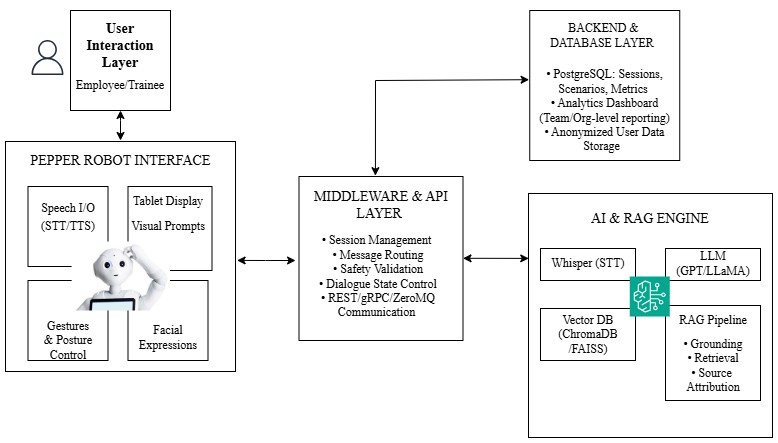 User
Interaction
Layer
Employee/Trainee
PEPPER ROBOT INTERFACE
Speech I/O
(STT/TTS)
Tablet Display
Visual Prompts
Gestures
& Posture
Control
Facial
Expressions
MIDDLEWARE & API
LAYER
• Session Management
• Message Routing
• Safety Validation
• Dialogue State Control
• REST/gRPC/ZeroMQ
Communication
BACKEND &
DATABASE LAYER
• PostgreSQL: Sessions,
Scenarios, Metrics
• Analytics Dashboard
(Team/Org-level reporting)
• Anonymized User Data
Storage
AI & RAG ENGINE
Whisper (STT)
LLM
(GPT/LLaMA)
Vector DB
(ChromaDB
/FAISS)
RAG Pipeline
• Grounding
• Retrieval
• Source
Attribution